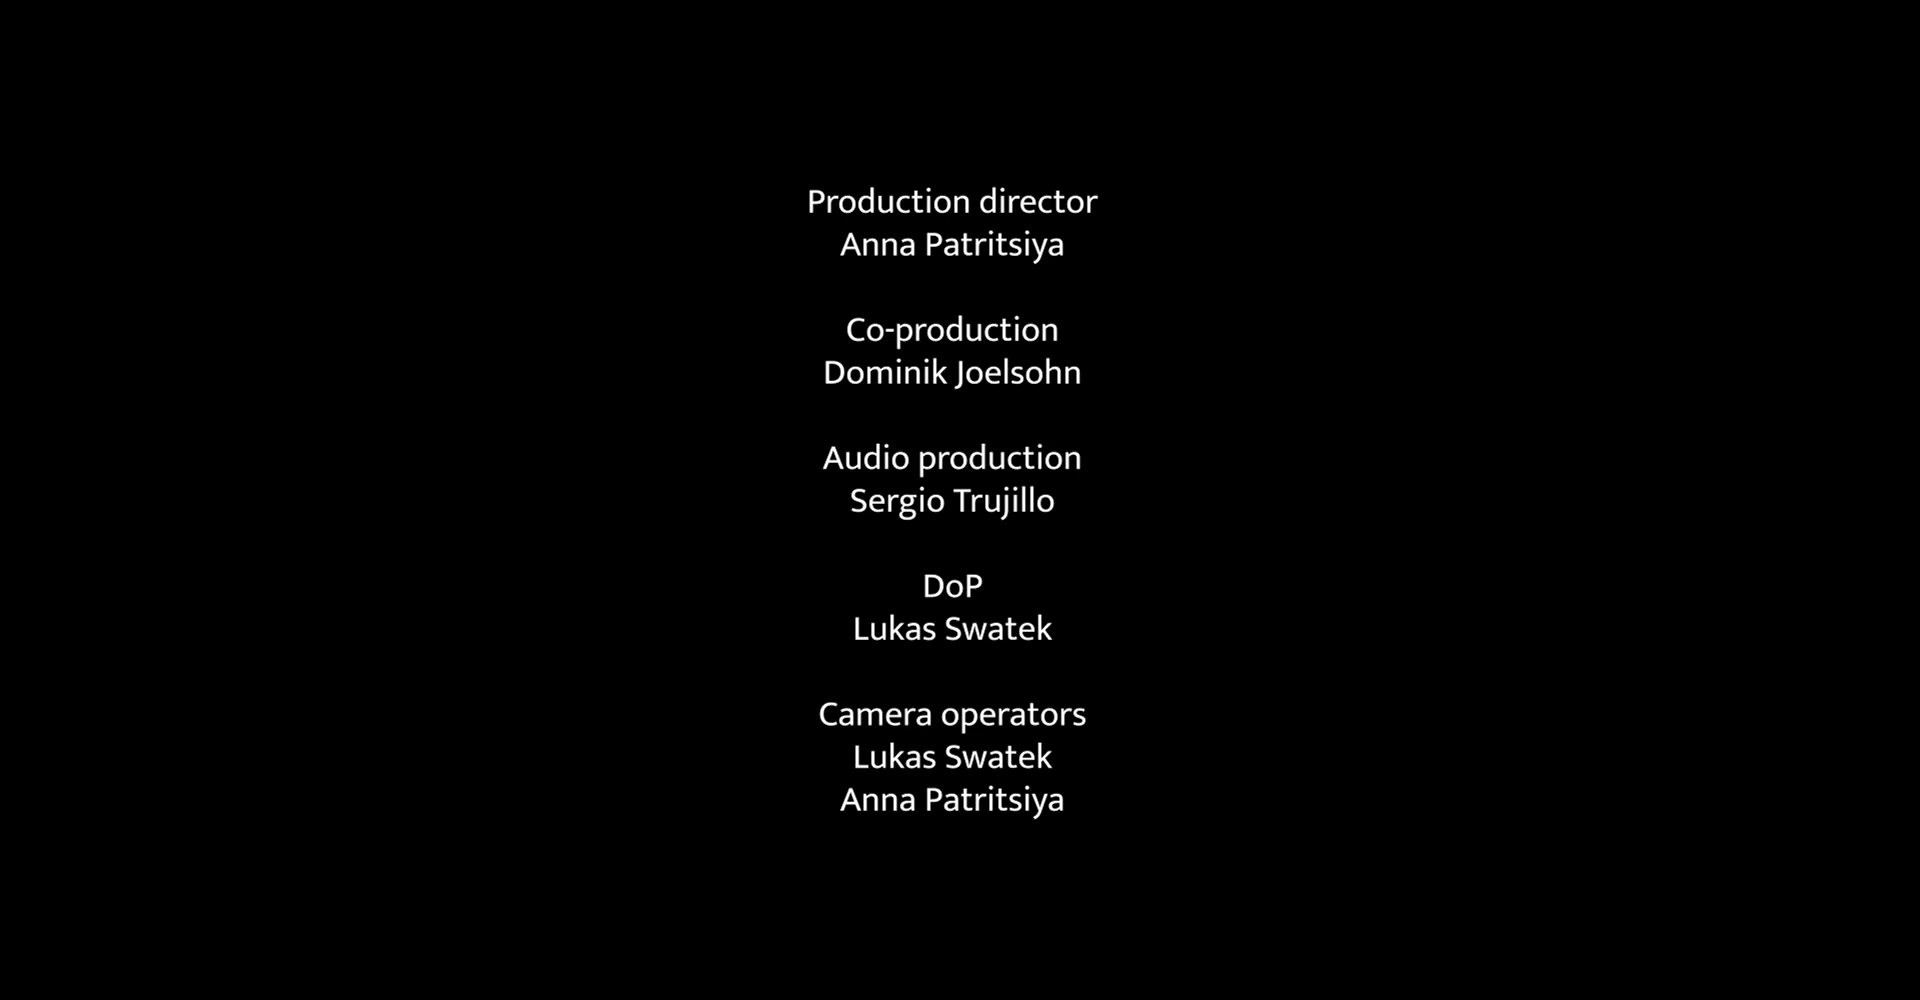 Production director
Anna Patritsiya
Co-production
Dominik Joelsohn
Audio production
Sergio Trujillo
DoP
Lukas Swatek
Camera operators
Lukas Swatek
Anna Patritsiya